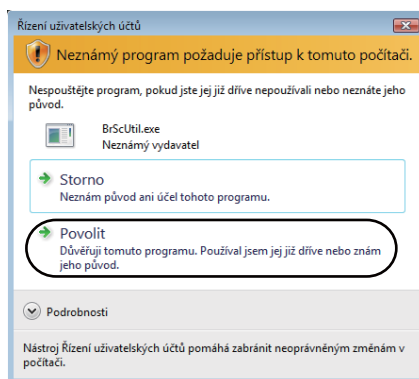 Řízení uživatelských účtů
Neznámý program požaduje přístup k tomuto počítači.
Nespouštějte program, pokud jste jej již dříve nepoužívali nebo neznáte jeho
původ.
BrScUtil.exe
Neznámý vydavatel
Storno
Neznám původ ani účel tohoto programu.
Povolit
Důvěřuji tomuto programu. Používal jsem jej již dříve nebo znám
jeho původ.
Podrobnosti
Nástroj Řízení uživatelských účtů pomáhá zabránit neoprávněným změnám v
počítači.